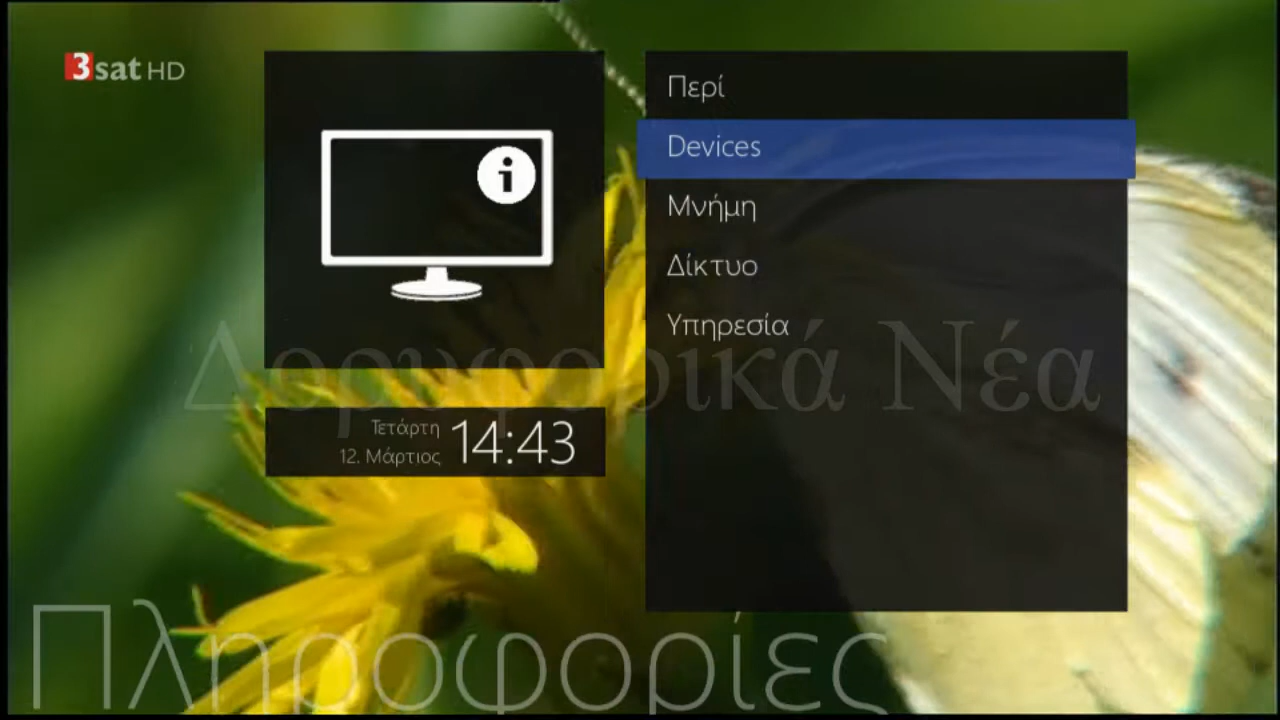 3sat HD
Περί
Devices
Μνήμη
Δίκτυο
Υπηρεσία
Δορυφορικά Νέα
Τετάρτη
12. Μάρτιος
14:43
Πληροφορίες